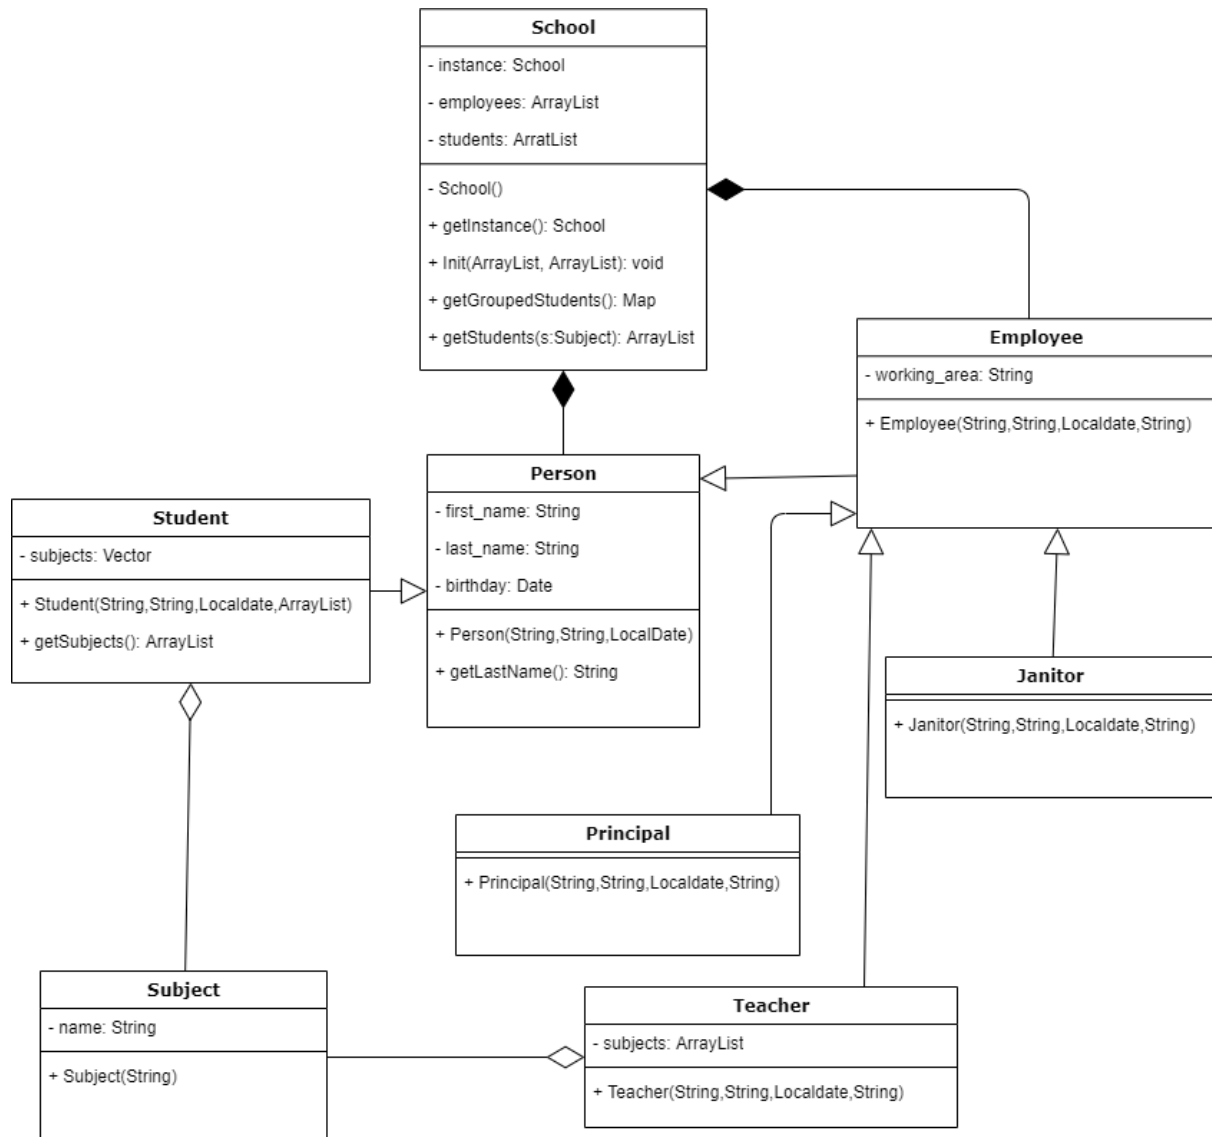 School
- instance: School
- employees: ArrayList
- students: ArratList
- School()
+ getInstance(): School
+ Init(ArrayList, ArrayList): void
+ getGroupedStudents(): Map
+ getStudents(s:Subject): ArrayList
Employee
- working_area: String
+ Employee(String,String,Localdate,String)
Person
- first_name: String
- last_name: String
- birthday: Date
+ Person(String,String,LocalDate)
+ getLastName(): String
Student
- subjects: Vector
+ Student(String,String,Localdate,ArrayList)
+ getSubjects(): ArrayList
Janitor
+ Janitor(String,String,Localdate,String)
Principal
+ Principal(String,String,Localdate,String)
Subject
- name: String
+ Subject(String)
Teacher
- subjects: ArrayList
+ Teacher(String,String,Localdate,String)